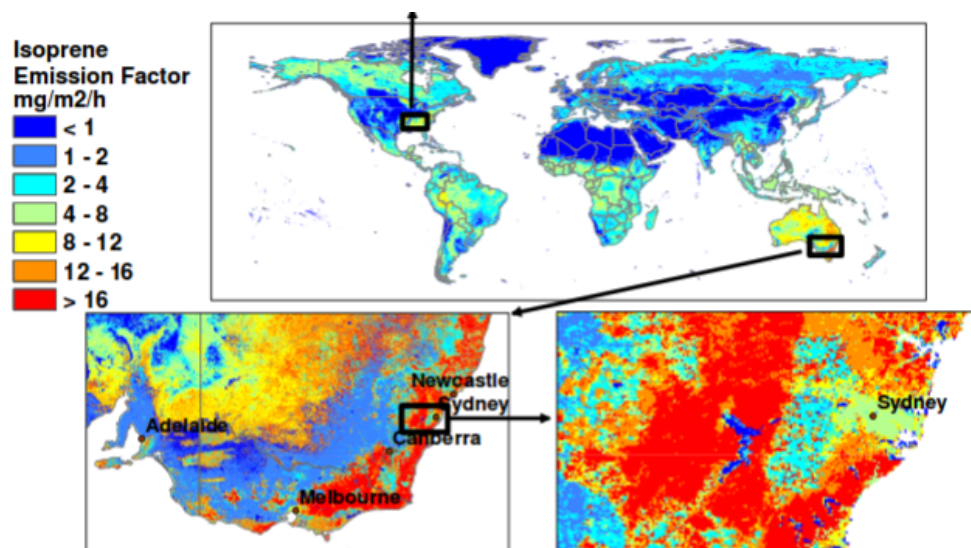 Isoprene
Emission Factor
mg/m2/h
< 1
1 - 2
2 - 4
4 - 8
8 - 12
12 - 16
> 16
Newcastle
Sydney
Adelaide
Canberra
Melbourne
Sydney